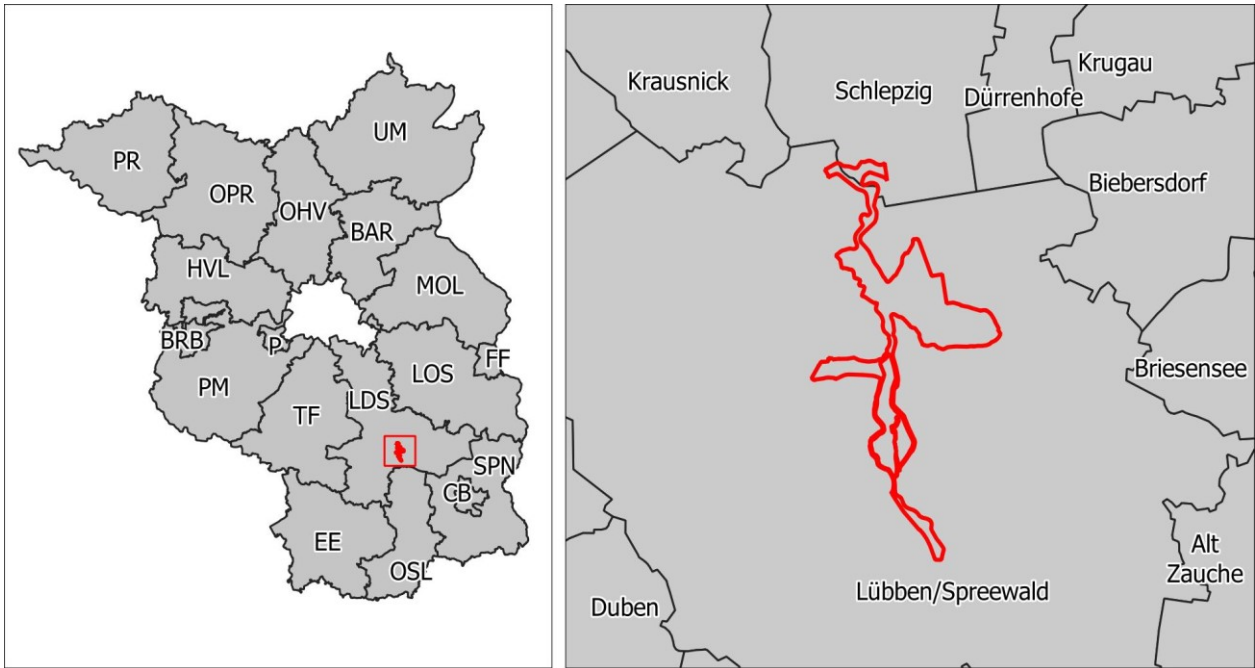 UM
PR
OPR
OHV
BAR
HVL
MOL
BRB
P
FF
LOS
PM
LDS
TF
SPN
CB
EE
OSL
Krausnick
Schlepzig
Krugau
Dürrenhofe
Biebersdorf
Briesensee
Alt
Zauche
Lübben/Spreewald
Duben